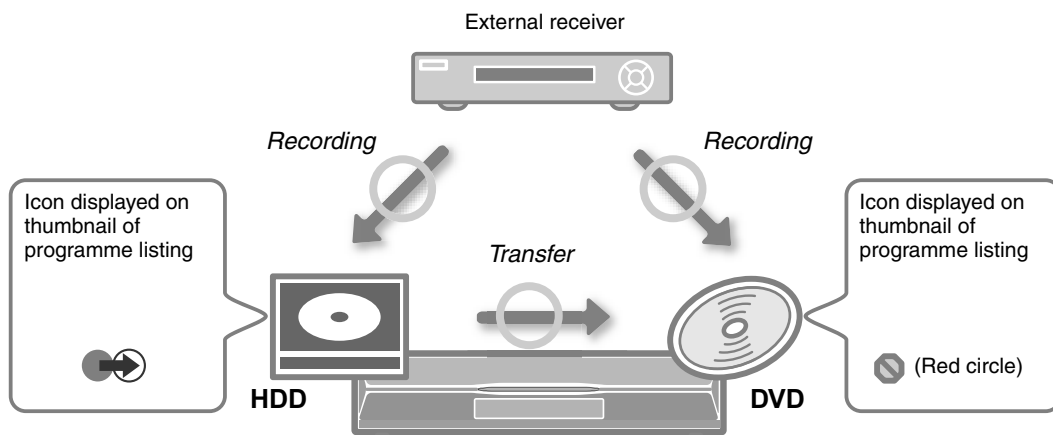 External receiver
Recording
Recording
Icon displayed on
thumbnail of
programme listing
Icon displayed on
thumbnail of
programme listing
Transfer
(Red circle)
HDD
DVD